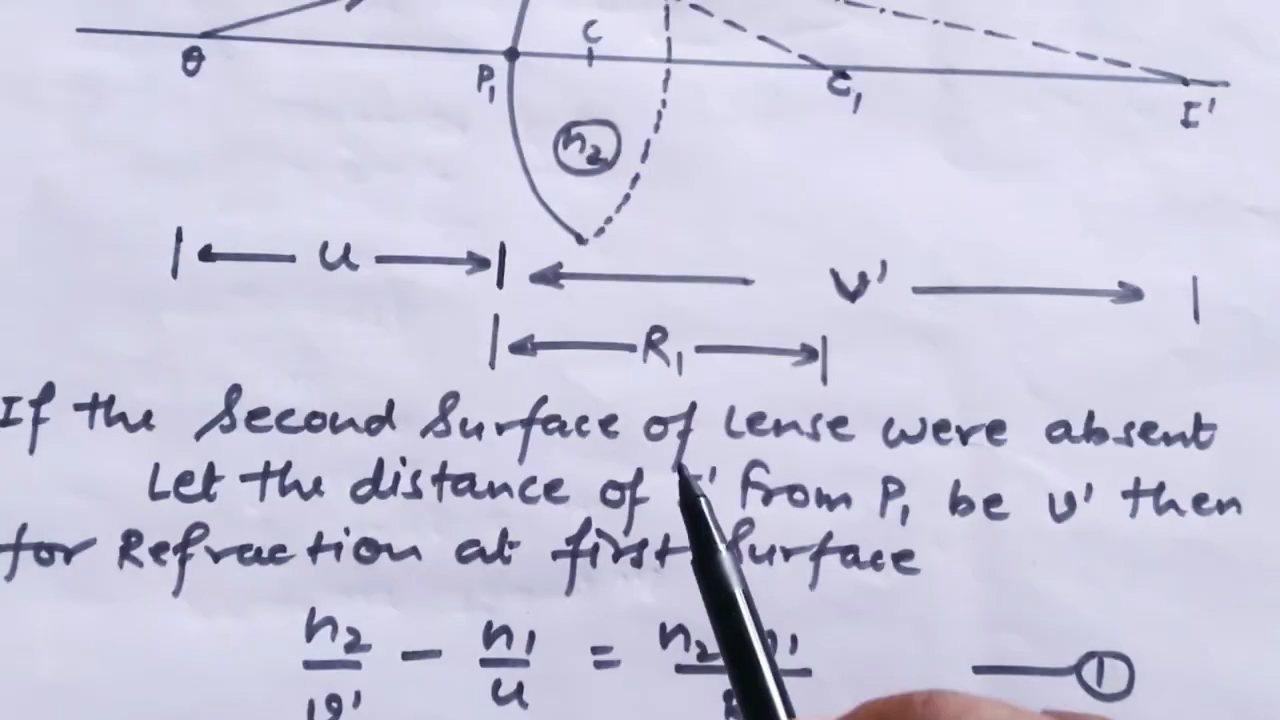 O P₁ C C₁ I'
n₂
u v'
R₁
If the Second Surface of lense were absent
Let the distance of from P₁ be v' then
for Refraction at first Surface
n₂ - n₁ = n₂ ①
v' u